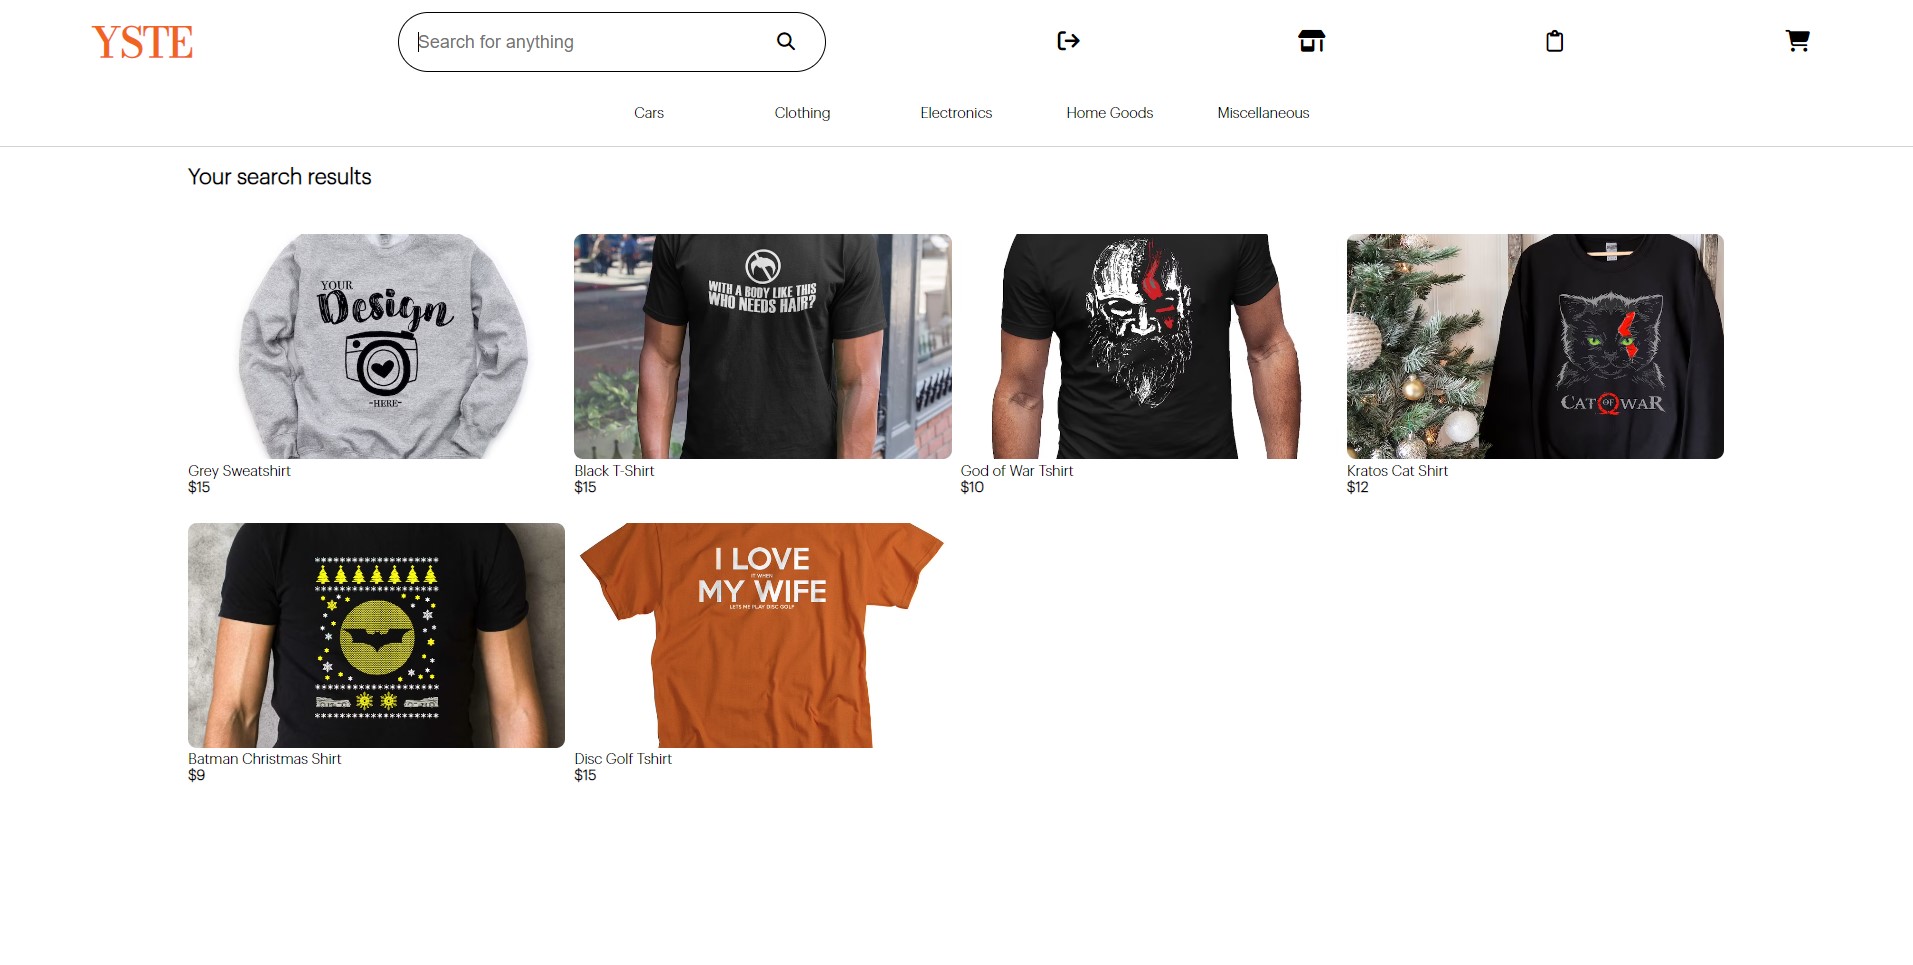 YSTE
Search for anything
Cars
Clothing
Electronics
Home Goods
Miscellaneous
Your search results
YOUR
Design
-HERE-
Grey Sweatshirt
$15
WITH A BODY LIKE THIS
WHO NEEDS HAIR?
Black T-Shirt
$15
God of War Tshirt
$10
CAT OF WAR
Kratos Cat Shirt
$12
Batman Christmas Shirt
$9
I LOVE
IT WHEN
MY WIFE
LETS ME PLAY DISC GOLF
Disc Golf Tshirt
$15